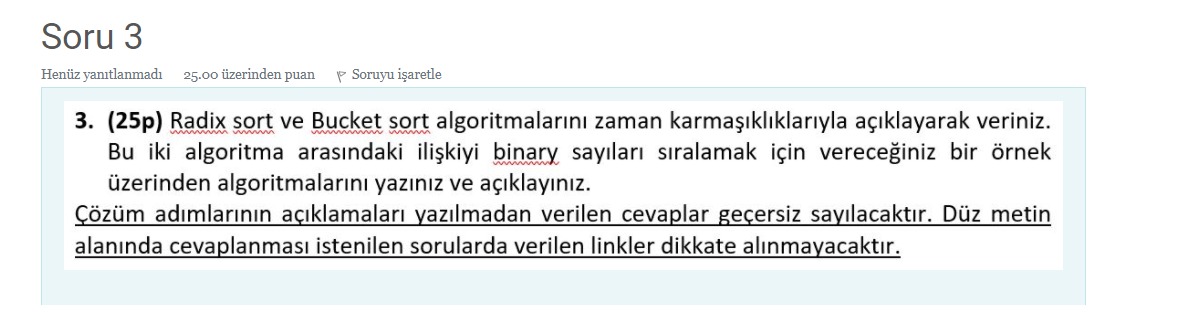 Soru 3
Henüz yanıtlanmadı 25.00 üzerinden puan Soruyu işaretle
3. (25p) Radix sort ve Bucket sort algoritmalarını zaman karmaşıklıklarıyla açıklayarak veriniz.
Bu iki algoritma arasındaki ilişkiyi binary sayıları sıralamak için vereceğiniz bir örnek
üzerinden algoritmalarını yazınız ve açıklayınız.
Çözüm adımlarının açıklamaları yazılmadan verilen cevaplar geçersiz sayılacaktır. Düz metin
alanında cevaplanması istenilen sorularda verilen linkler dikkate alınmayacaktır.